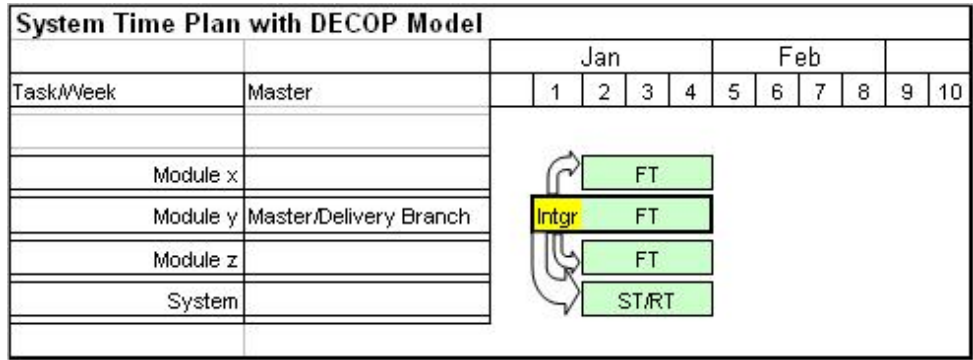 System Time Plan with DECOP Model
Jan Feb
Task/Week Master 1 2 3 4 5 6 7 8 9 10
Module x FT
Module y Master/Delivery Branch Intgr FT
Module z FT
System ST/RT